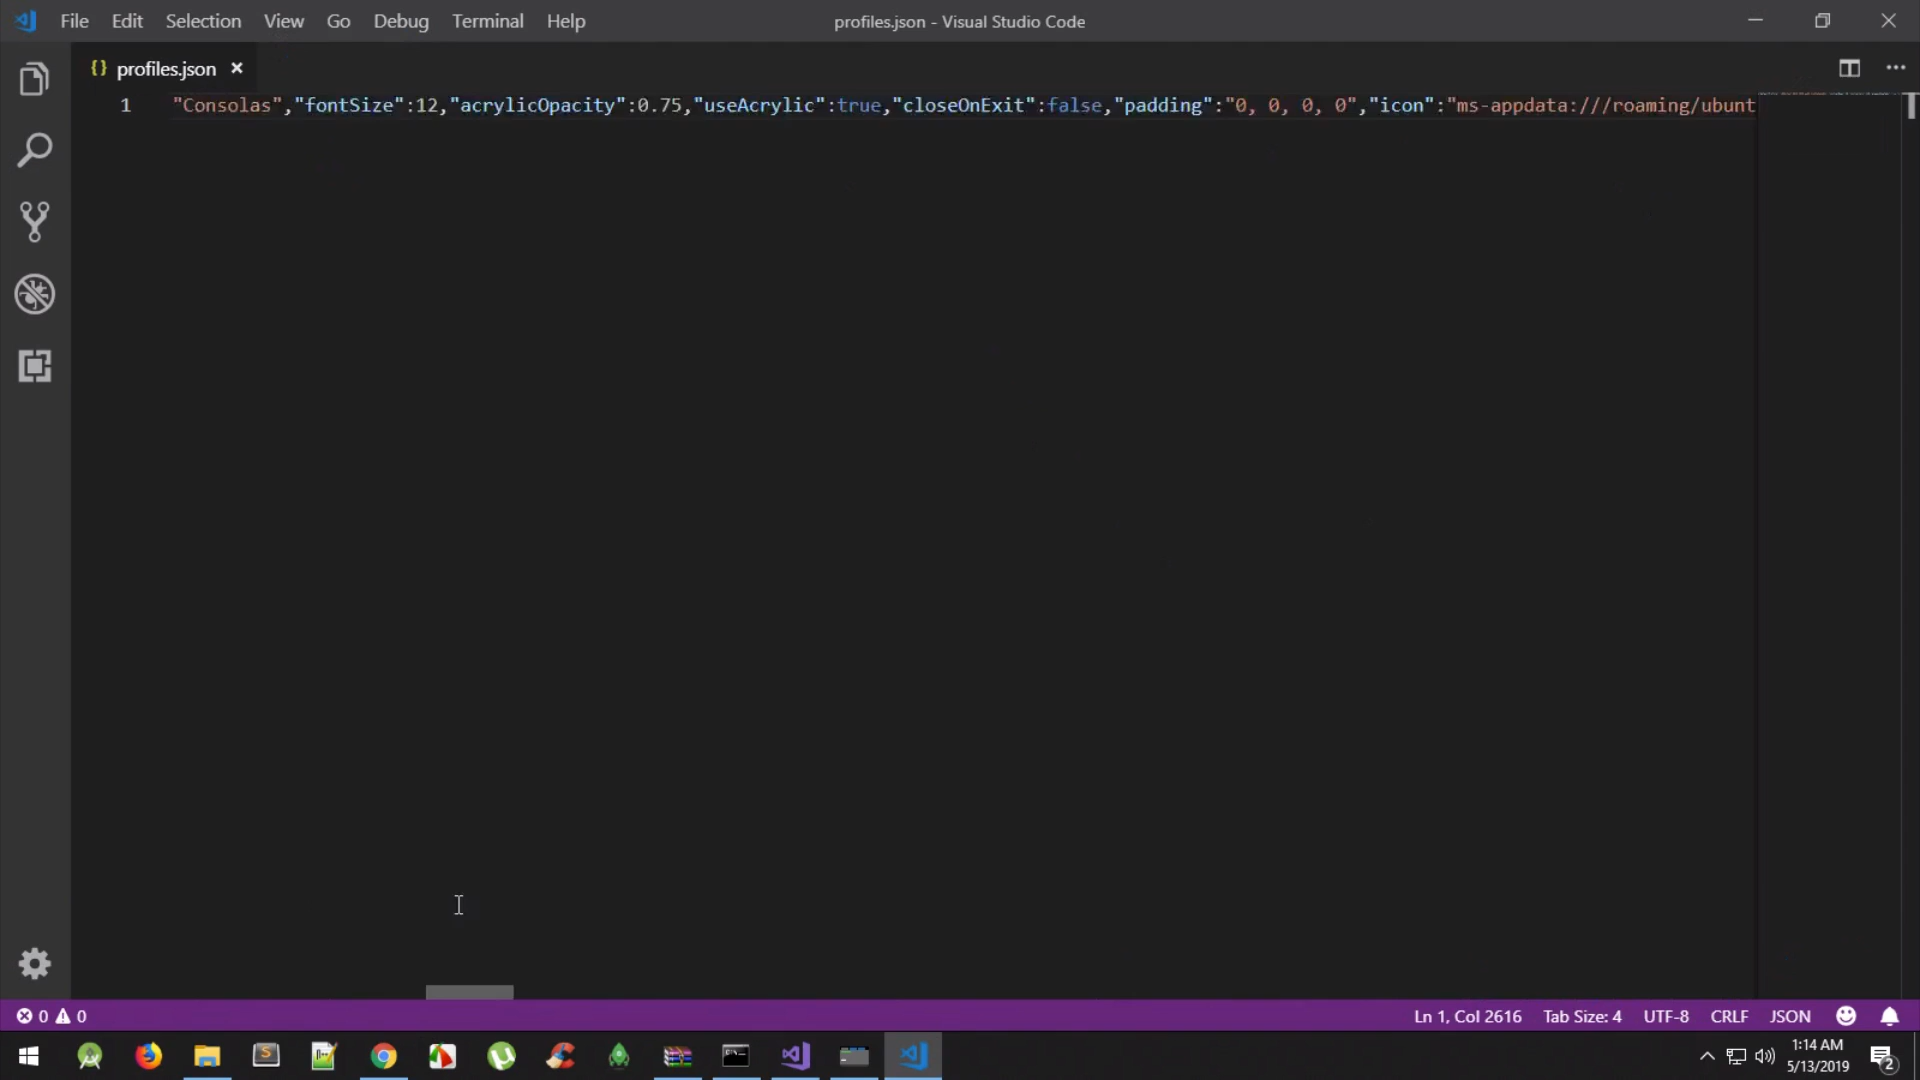 File Edit Selection View Go Debug Terminal Help
profiles.json - Visual Studio Code
{} profiles.json ×
1 "Consolas","fontSize":12,"acrylicOpacity":0.75,"useAcrylic":true,"closeOnExit":false,"padding":"0, 0, 0, 0","icon":"ms-appdata:///roaming/ubunt
0 0
Ln 1, Col 2616 Tab Size: 4 UTF-8 CRLF JSON
1:14 AM
5/13/2019
2